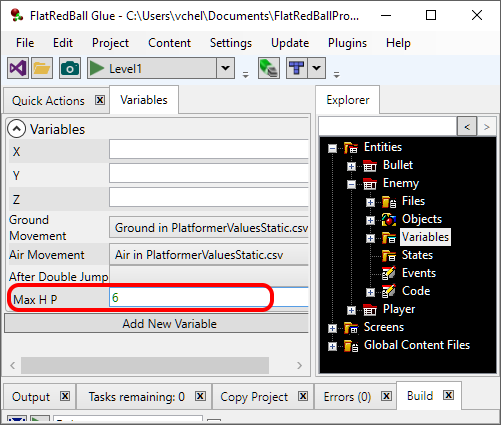 FlatRedBall Glue - C:\Users\vchel\Documents\FlatRedBallPro...
File Edit Project Content Settings Update Plugins Help
Level1
Quick Actions Variables Explorer
Variables
< >
X
Y
Z
Ground Movement Ground in PlatformerValuesStatic.csv
Air Movement Air in PlatformerValuesStatic.csv
After Double Jump
Max H P 6
Add New Variable
Entities
Bullet
Enemy
Files
Objects
Variables
States
Events
Code
Player
Screens
Global Content Files
Output Tasks remaining: 0 Copy Project Errors (0) Build